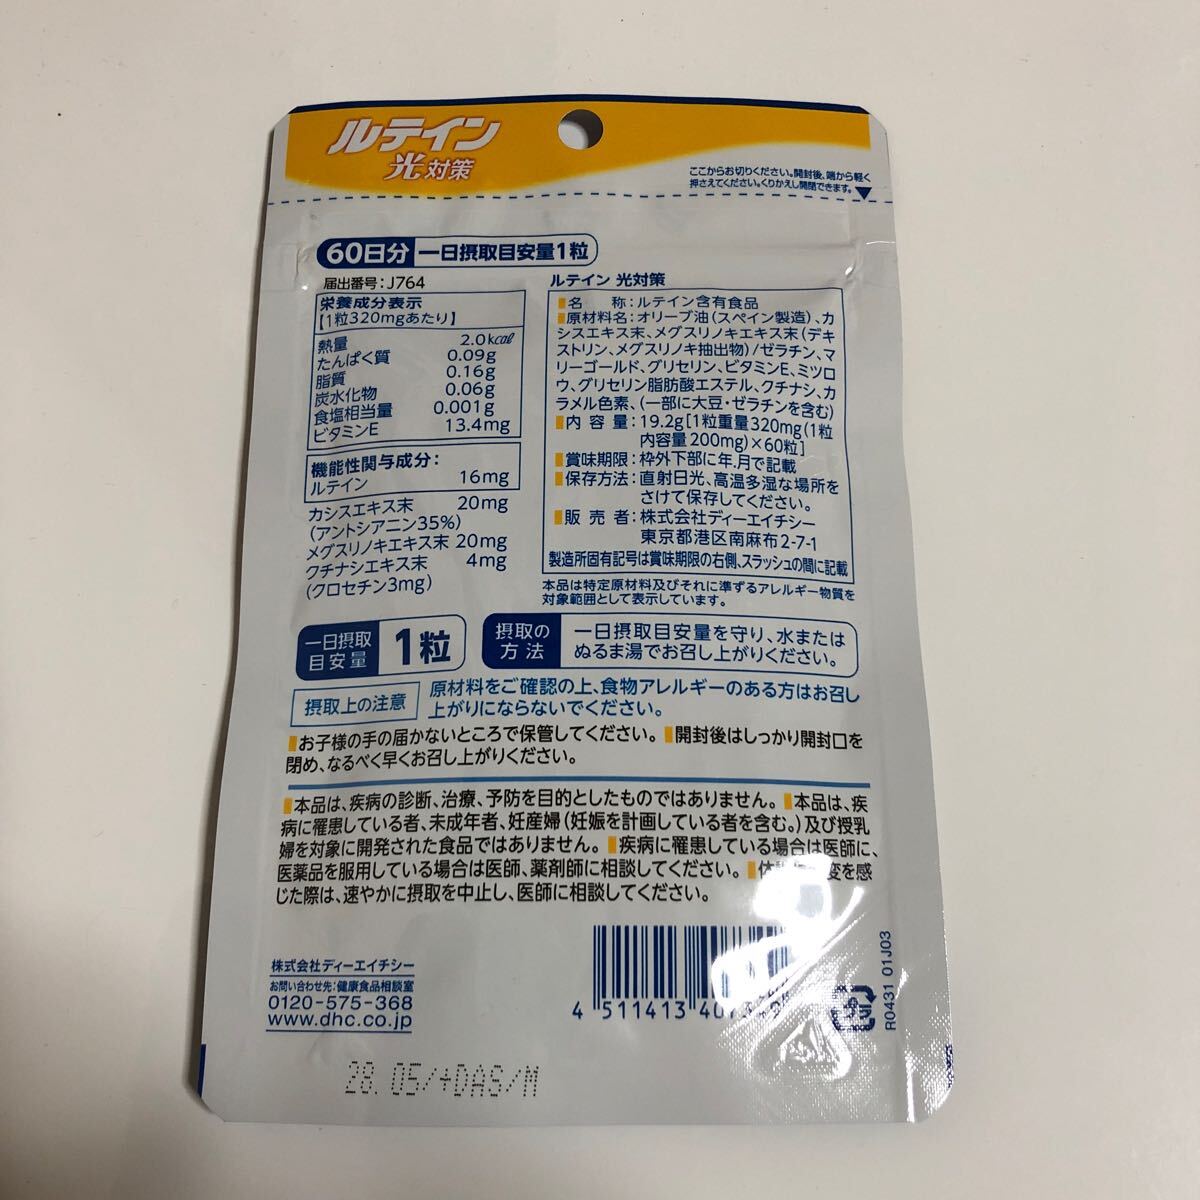 ルテイン
光対策
ここからお切りください。開封後、端から軽く
押さえてください。くりかえし開閉できます。
60日分 一日摂取目安量1粒
届出番号：J764
栄養成分表示
【1粒320mgあたり】
熱量 2.0kcal
たんぱく質 0.09g
脂質 0.16g
炭水化物 0.06g
食塩相当量 0.001g
ビタミンE 13.4mg
機能性関与成分：
ルテイン 16mg
カシスエキス末 20mg
(アントシアニン35%)
メグスリノキエキス末 20mg
クチナシエキス末 4mg
(クロセチン3mg)
ルテイン 光対策
名 称：ルテイン含有食品
原材料名：オリーブ油(スペイン製造)、カ
シスエキス末、メグスリノキエキス末(デキ
ストリン、メグスリノキ抽出物)/ゼラチン、マ
リーゴールド、グリセリン、ビタミンE、ミツロ
ウ、グリセリン脂肪酸エステル、クチナシ、カ
ラメル色素、(一部に大豆・ゼラチンを含む)
内 容 量：19.2g[1粒重量320mg(1粒
内容量200mg)×60粒]
賞味期限：枠外下部に年.月で記載
保存方法：直射日光、高温多湿な場所を
さけて保存してください。
販 売 者：株式会社ディーエイチシー
東京都港区南麻布2-7-1
製造所固有記号は賞味期限の右側、スラッシュの間に記載
本品は特定原材料及びそれに準ずるアレルギー物質を
対象範囲として表示しています。
一日摂取
目安量 1粒
摂取の
方法
一日摂取目安量を守り、水または
ぬるま湯でお召し上がりください。
摂取上の注意
原材料をご確認の上、食物アレルギーのある方はお召し
上がりにならないでください。
お子様の手の届かないところで保管してください。 開封後はしっかり開封口を
閉め、なるべく早くお召し上がりください。
本品は、疾病の診断、治療、予防を目的としたものではありません。 本品は、疾
病に罹患している者、未成年者、妊産婦(妊娠を計画している者を含む。)及び授乳
婦を対象に開発された食品ではありません。 疾病に罹患している場合は医師に、
医薬品を服用している場合は医師、薬剤師に相談してください。 体 変を感
じた際は、速やかに摂取を中止し、医師に相談してください。
株式会社ディーエイチシー
お問い合わせ先：健康食品相談室
0120-575-368
www.dhc.co.jp
4 511413 407
R0431 01J03
28.05/+DAS/M